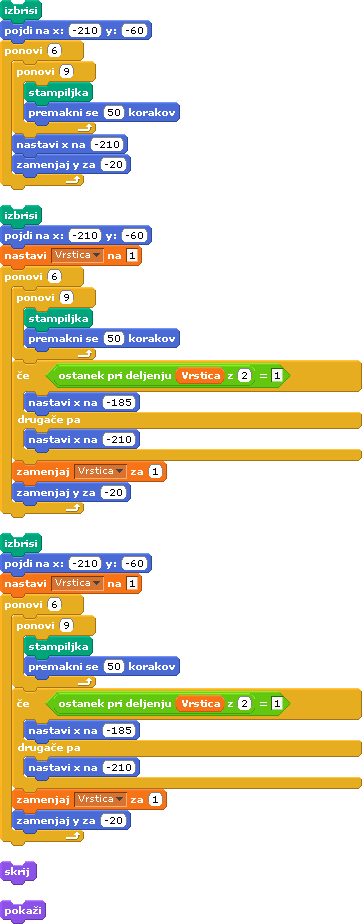 izbrisi
pojdi na x: -210 y: -60
ponovi 6
ponovi 9
stampiljka
premakni se 50 korakov
nastavi x na -210
zamenjaj y za -20
izbrisi
pojdi na x: -210 y: -60
nastavi Vrstica na 1
ponovi 6
ponovi 9
stampiljka
premakni se 50 korakov
če ostanek pri deljenju Vrstica z 2 = 1
nastavi x na -185
drugače pa
nastavi x na -210
zamenjaj Vrstica za 1
zamenjaj y za -20
izbrisi
pojdi na x: -210 y: -60
nastavi Vrstica na 1
ponovi 6
ponovi 9
stampiljka
premakni se 50 korakov
če ostanek pri deljenju Vrstica z 2 = 1
nastavi x na -185
drugače pa
nastavi x na -210
zamenjaj Vrstica za 1
zamenjaj y za -20
skrij
pokaži